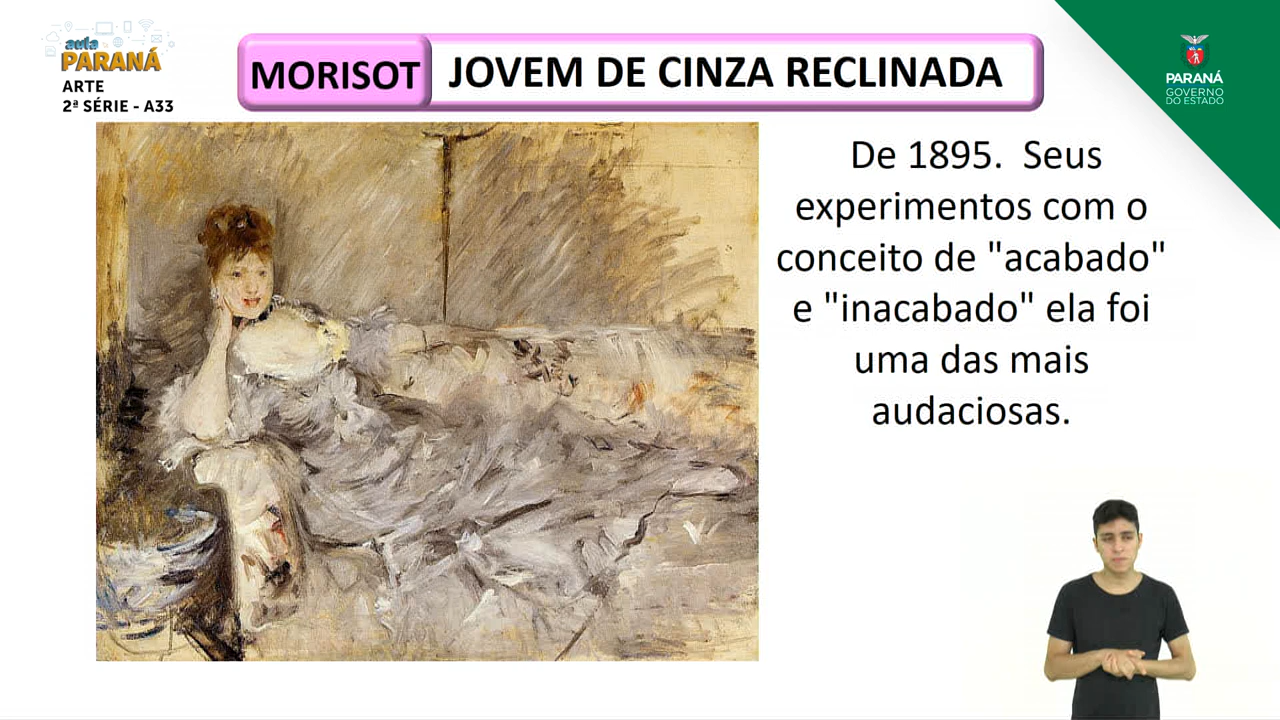 aula
PARANÁ
ARTE
2ª SÉRIE - A33
MORISOT JOVEM DE CINZA RECLINADA
PARANÁ
GOVERNO
DO ESTADO
De 1895. Seus
experimentos com o
conceito de "acabado"
e "inacabado" ela foi
uma das mais
audaciosas.